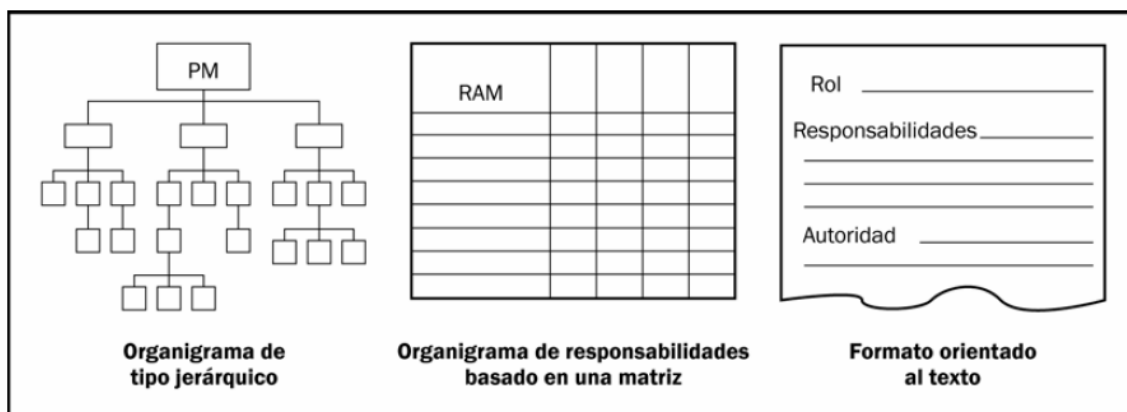 PM
RAM
Rol
Responsabilidades
Autoridad
Organigrama de
tipo jerárquico
Organigrama de responsabilidades
basado en una matriz
Formato orientado
al texto